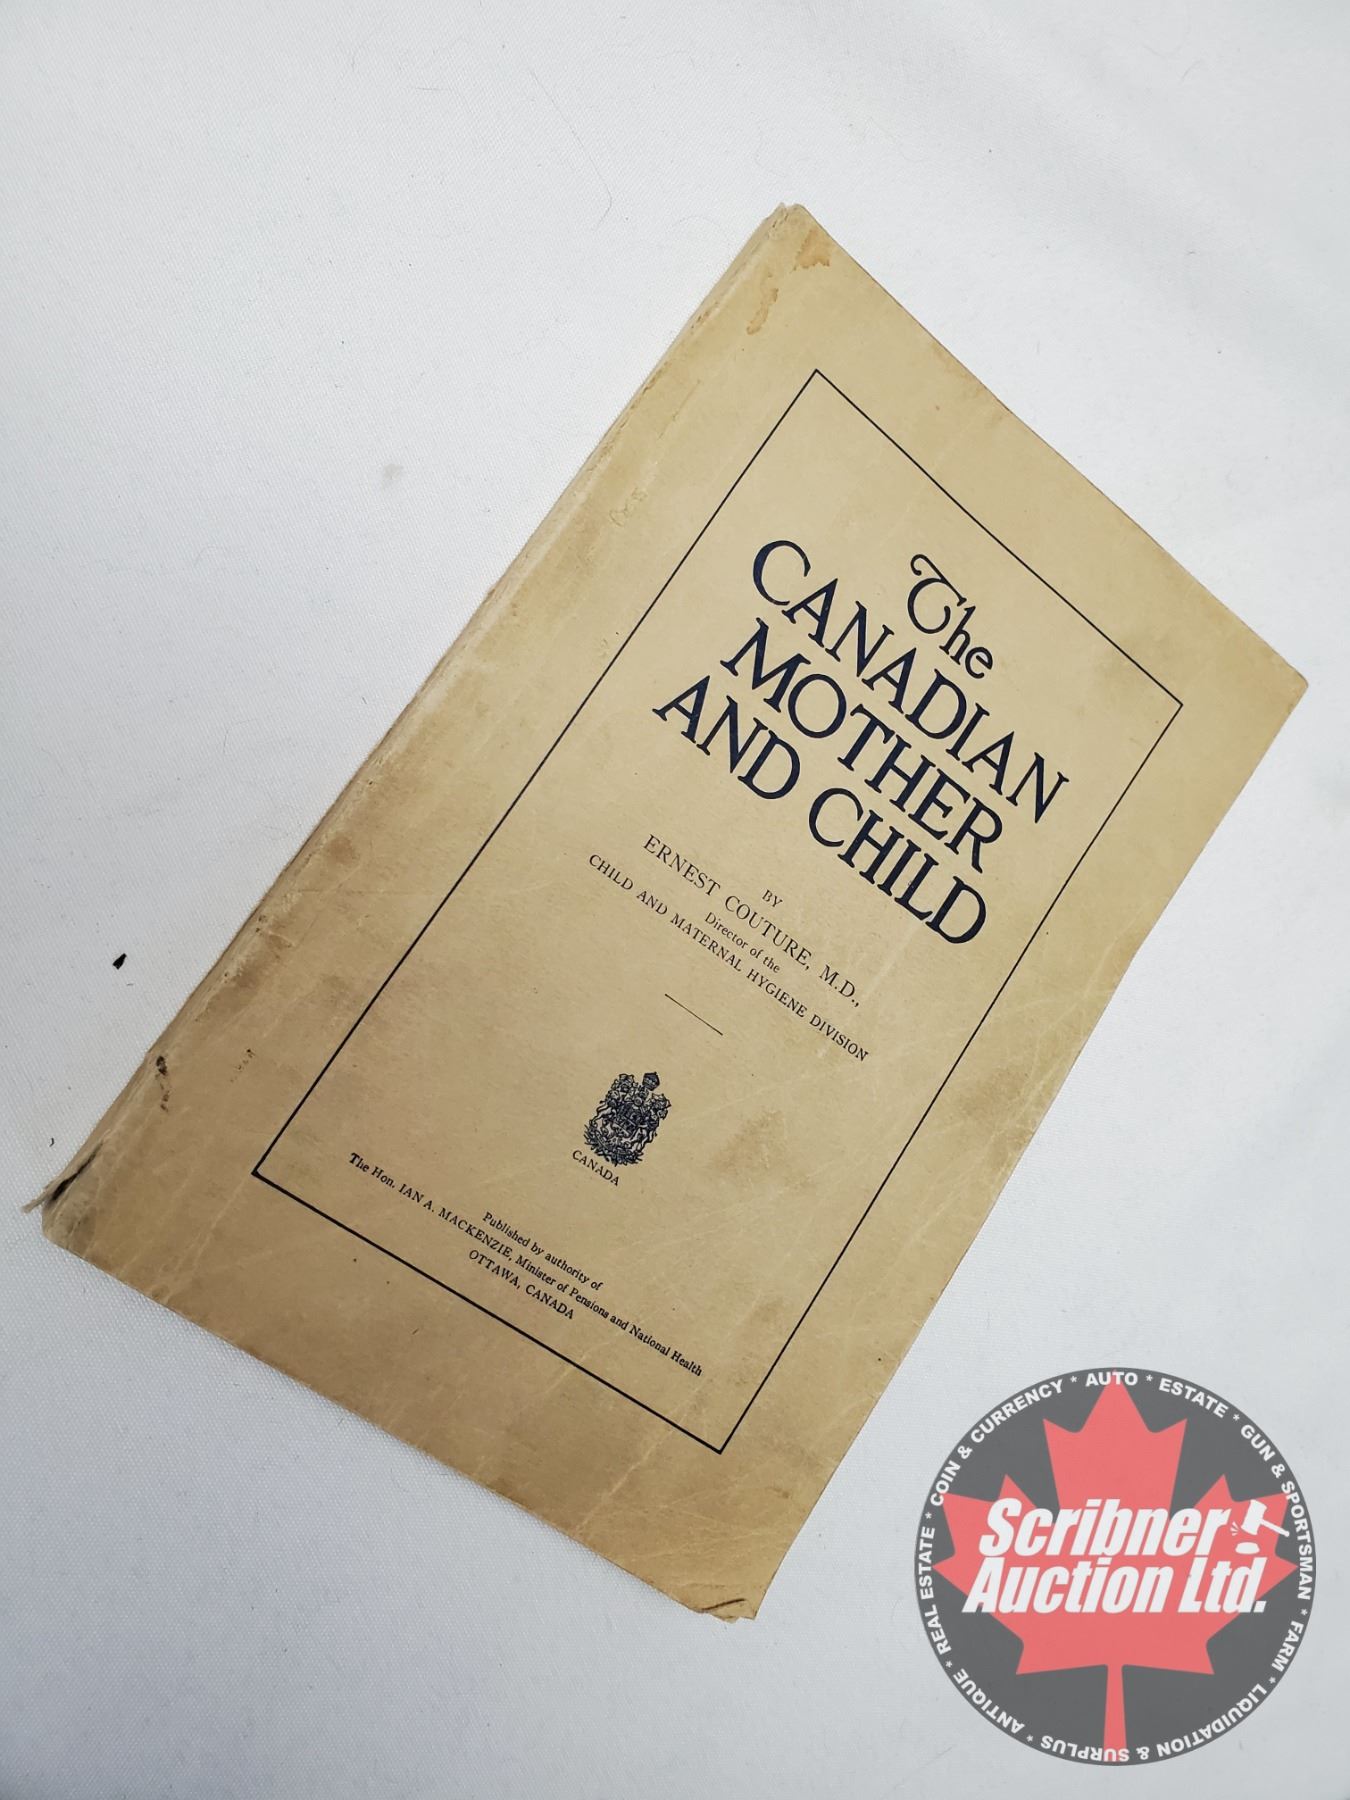 The
CANADIAN
MOTHER
AND CHILD
BY
ERNEST COUTURE, M.D.,
Director of the
CHILD AND MATERNAL HYGIENE DIVISION
CANADA
Published by authority of
The Hon. IAN A. MACKENZIE, Minister of Pensions and National Health
OTTAWA, CANADA
Scribner
Auction Ltd.
REAL ESTATE * COIN & CURRENCY * AUTO * ESTATE * GUN & SPORTSMAN * FARM * LIQUIDATION & SURPLUS * ANTIQUE *